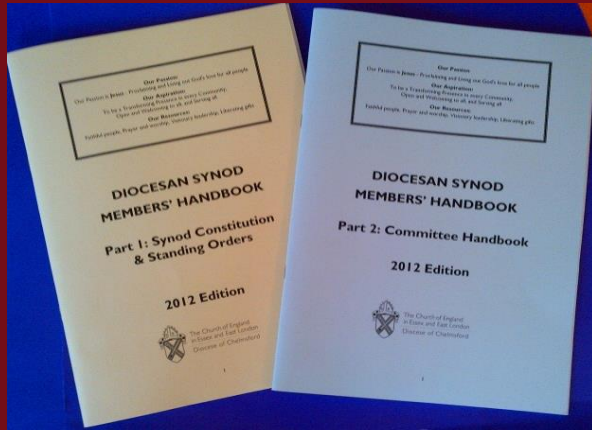 Our Passion:
Our Passion is Jesus - Proclaiming and Living out God's love for all people
Our Aspiration:
To be a Transforming Presence in every Community,
Open and Welcoming to all, and Serving all
Our Resources:
Faithful people, Prayer and worship, Visionary leadership, Liberating gifts
DIOCESAN SYNOD
MEMBERS' HANDBOOK
Part 1: Synod Constitution
& Standing Orders
2012 Edition
The Church of England
in Essex and East London
Diocese of Chelmsford
1
Our Passion
Our Passion is Jesus - Proclaiming and Living out God's love for all people
Our Aspiration:
To be a Transforming Presence in every Community,
Open and Welcoming to all, and Serving all
Our Resources:
Faithful people, Prayer and worship, Visionary leadership, Liberating gifts
DIOCESAN SYNOD
MEMBERS' HANDBOOK
Part 2: Committee Handbook
2012 Edition
The Church of England
in Essex and East London
Diocese of Chelmsford
1